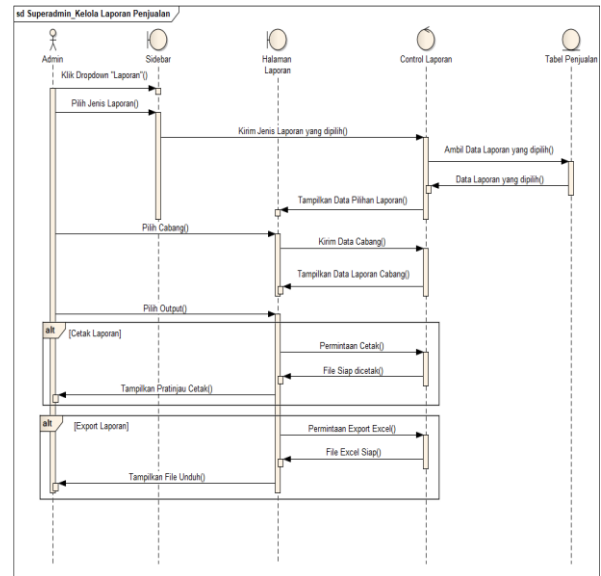 sd Superadmin_Kelola Laporan Penjualan
Admin
Sidebar
Halaman
Laporan
Control Laporan
Tabel Penjualan
Klik Dropdown "Laporan"()
Pilih Jenis Laporan()
Kirim Jenis Laporan yang dipilih()
Ambil Data Laporan yang dipilih()
Data Laporan yang dipilih()
Tampilkan Data Pilihan Laporan()
Pilih Cabang()
Kirim Data Cabang()
Tampilkan Data Laporan Cabang()
Pilih Output()
alt
[Cetak Laporan]
Permintaan Cetak()
File Siap dicetak()
Tampilkan Pratinjau Cetak()
alt
[Export Laporan]
Permintaan Export Excel()
File Excel Siap()
Tampilkan File Unduh()